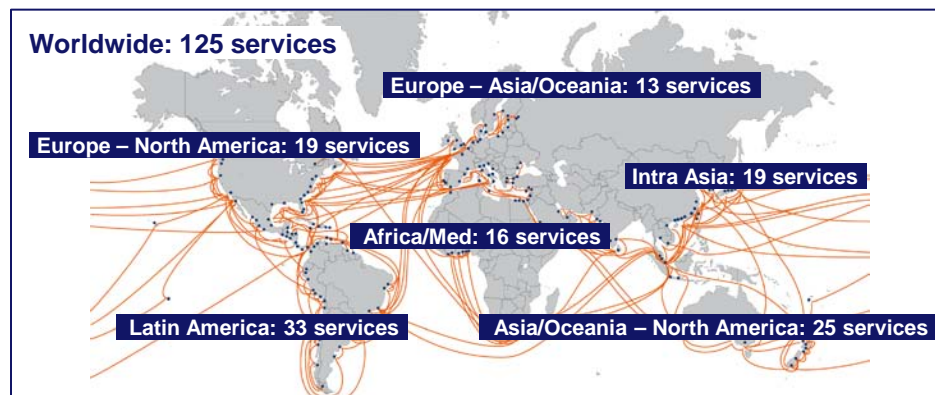 Worldwide: 125 services
Europe – Asia/Oceania: 13 services
Europe – North America: 19 services
Intra Asia: 19 services
Africa/Med: 16 services
Latin America: 33 services
Asia/Oceania – North America: 25 services